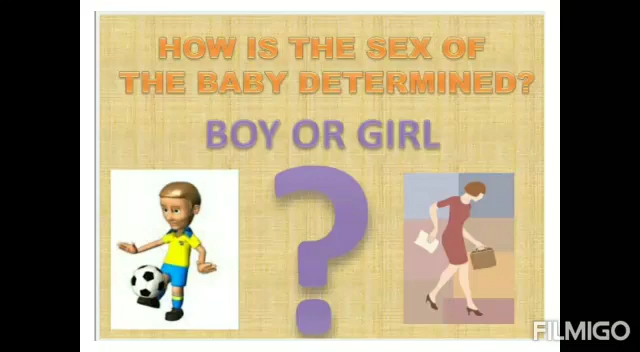 HOW IS THE SEX OF
THE BABY DETERMINED?
BOY OR GIRL
?
FILMIGO